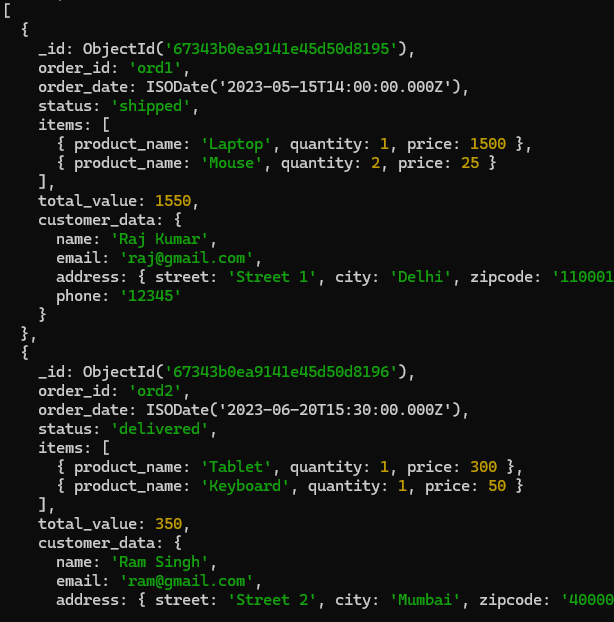 [
  {
    _id: ObjectId('67343b0ea9141e45d50d8195'),
    order_id: 'ord1',
    order_date: ISODate('2023-05-15T14:00:00.000Z'),
    status: 'shipped',
    items: [
      { product_name: 'Laptop', quantity: 1, price: 1500 },
      { product_name: 'Mouse', quantity: 2, price: 25 }
    ],
    total_value: 1550,
    customer_data: {
      name: 'Raj Kumar',
      email: 'raj@gmail.com',
      address: { street: 'Street 1', city: 'Delhi', zipcode: '110001
      phone: '12345'
    }
  },
  {
    _id: ObjectId('67343b0ea9141e45d50d8196'),
    order_id: 'ord2',
    order_date: ISODate('2023-06-20T15:30:00.000Z'),
    status: 'delivered',
    items: [
      { product_name: 'Tablet', quantity: 1, price: 300 },
      { product_name: 'Keyboard', quantity: 1, price: 50 }
    ],
    total_value: 350,
    customer_data: {
      name: 'Ram Singh',
      email: 'ram@gmail.com',
      address: { street: 'Street 2', city: 'Mumbai', zipcode: '40000